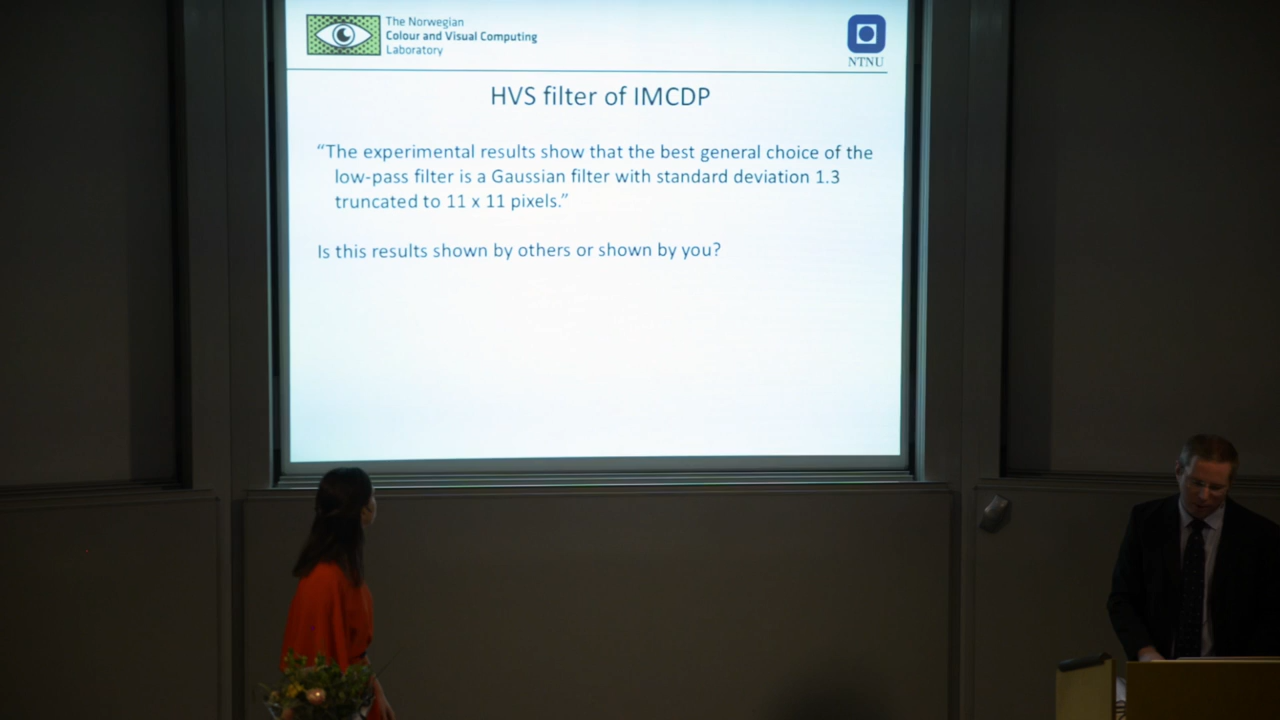 The Norwegian
Colour and Visual Computing
Laboratory
NTNU
HVS filter of IMCDP
“The experimental results show that the best general choice of the
low-pass filter is a Gaussian filter with standard deviation 1.3
truncated to 11 x 11 pixels.”
Is this results shown by others or shown by you?